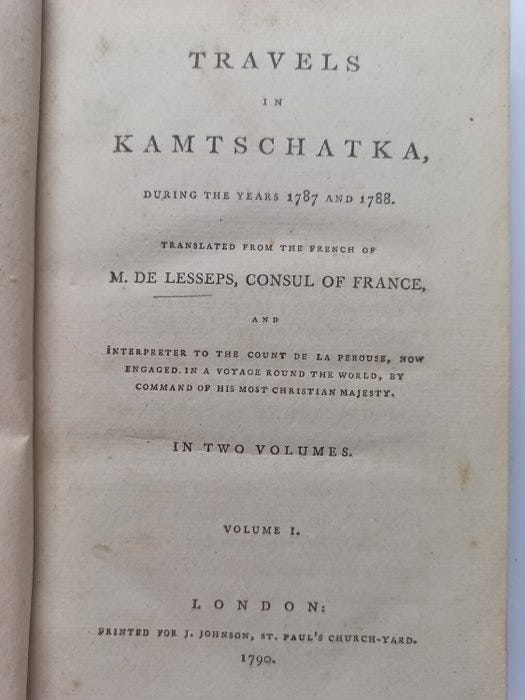 TRAVELS
IN
KAMTSCHATKA,
DURING THE YEARS 1787 AND 1788.
TRANSLATED FROM THE FRENCH OF
M. DE LESSEPS, CONSUL OF FRANCE,
AND
INTERPRETER TO THE COUNT DE LA PEROUSE, NOW
ENGAGED IN A VOYAGE ROUND THE WORLD, BY
COMMAND OF HIS MOST CHRISTIAN MAJESTY.
IN TWO VOLUMES.
VOLUME I.
LONDON:
PRINTED FOR J. JOHNSON, ST. PAUL'S CHURCH-YARD.
1790.